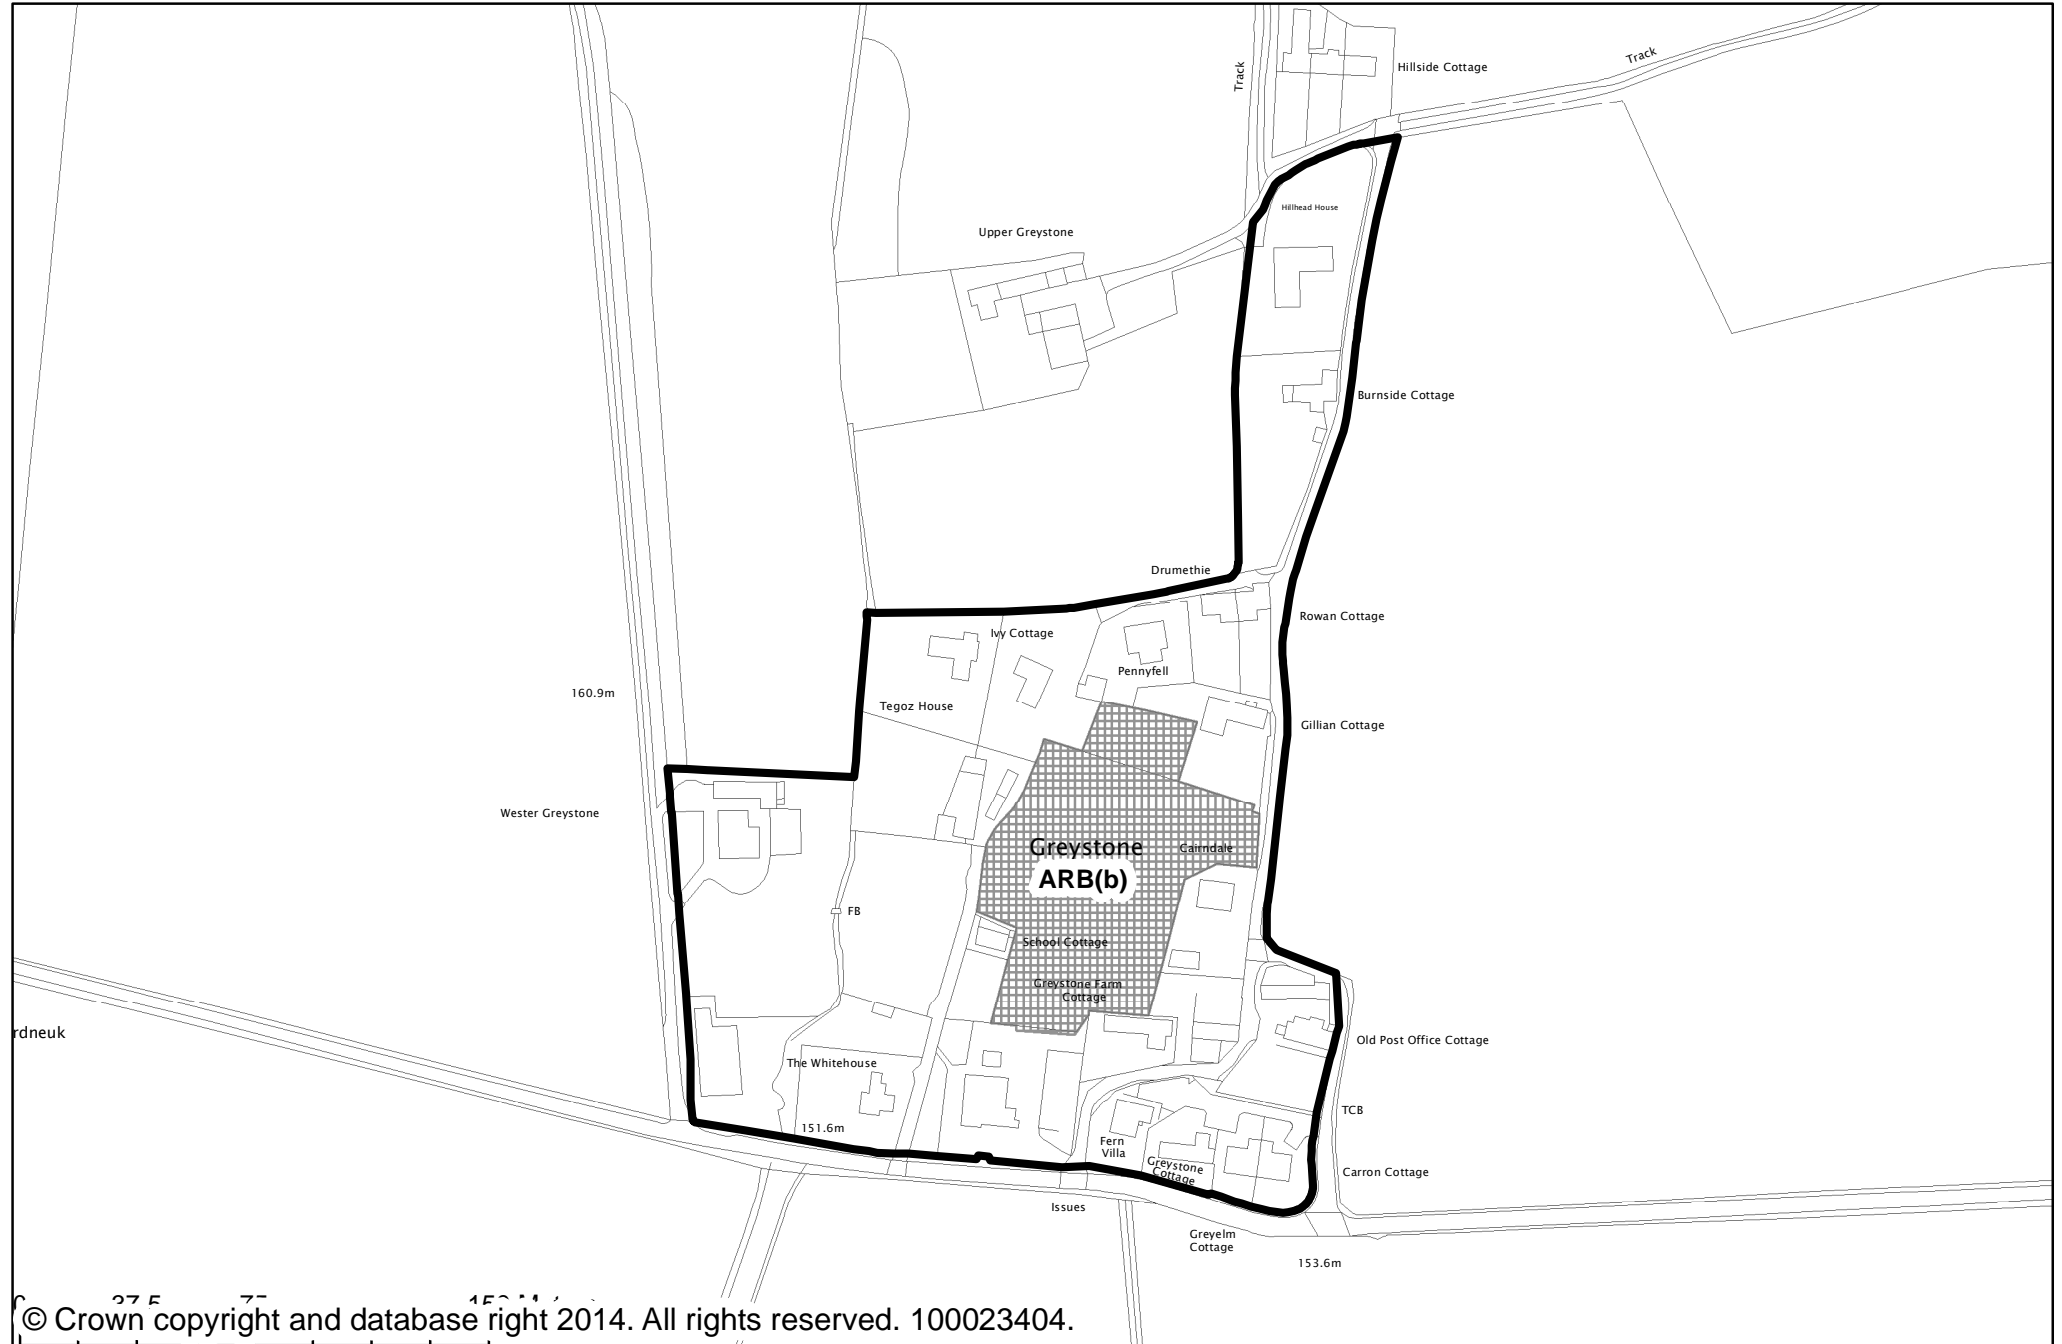 Track
Track
Hillside Cottage
Hillhead House
Upper Greystone
Burnside Cottage
Drumethie
Rowan Cottage
Ivy Cottage
Pennyfell
160.9m
Tegoz House
Gillian Cottage
Wester Greystone
Greystone
Cairndale
ARB(b)
FB
School Cottage
Greystone Farm
Cottage
rdneuk
Old Post Office Cottage
The Whitehouse
TCB
151.6m
Fern
Villa
Greystone
Cottage
Carron Cottage
Issues
Greyelm
Cottage
153.6m
© Crown copyright and database right 2014. All rights reserved. 100023404.